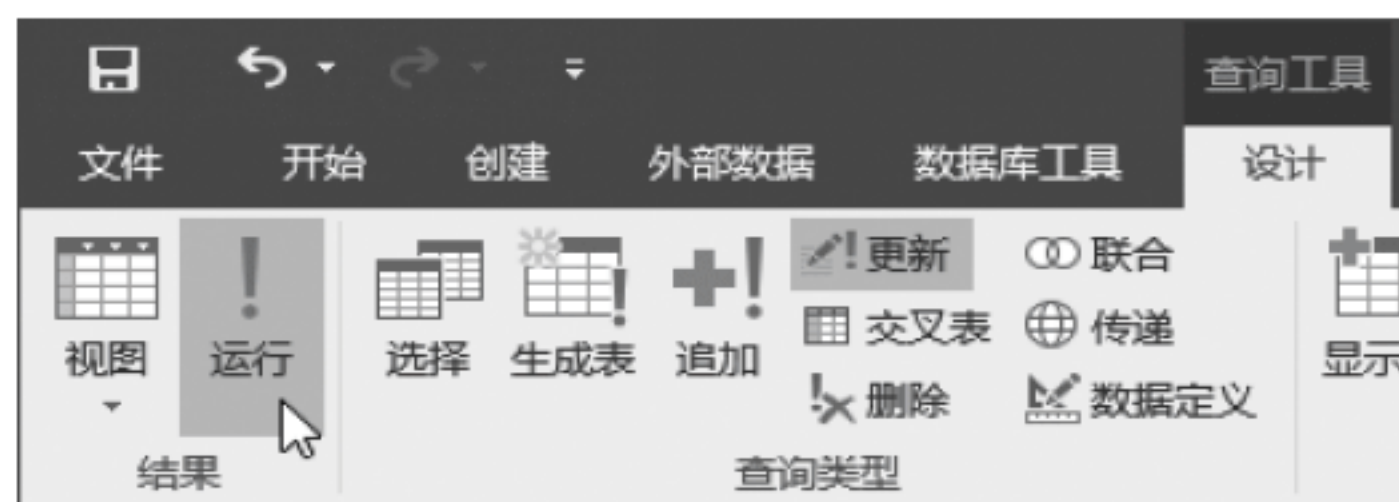 查询工具
文件 开始 创建 外部数据 数据库工具 设计
视图 运行 选择 生成表 追加 更新 联合 显示
交叉表 传递
删除 数据定义
结果 查询类型